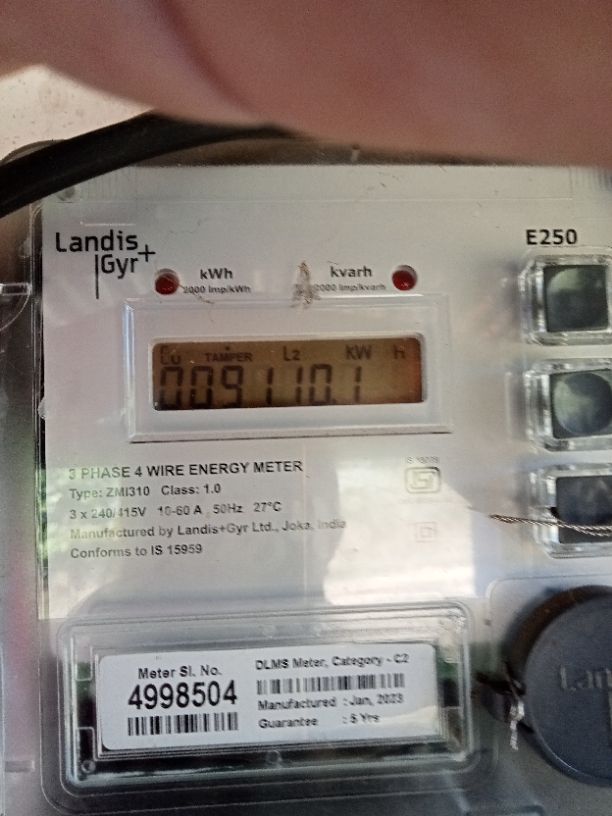 Landis
|Gyr+
E250
kWh
2000 Imp/kWh
kvarh
2000 Imp/kvarh
TAMPER L2 KW H
009110.1
3 PHASE 4 WIRE ENERGY METER
Type: ZMI310 Class: 1.0
3 x 240/415V 10-60 A , 50Hz 27°C
Manufactured by Landis+Gyr Ltd., Joka, India
Conforms to IS 15959
Meter Sl. No.
4998504
DLMS Meter, Category - C2
Manufactured : Jan, 2023
Guarantee : 5 Yrs
Lan